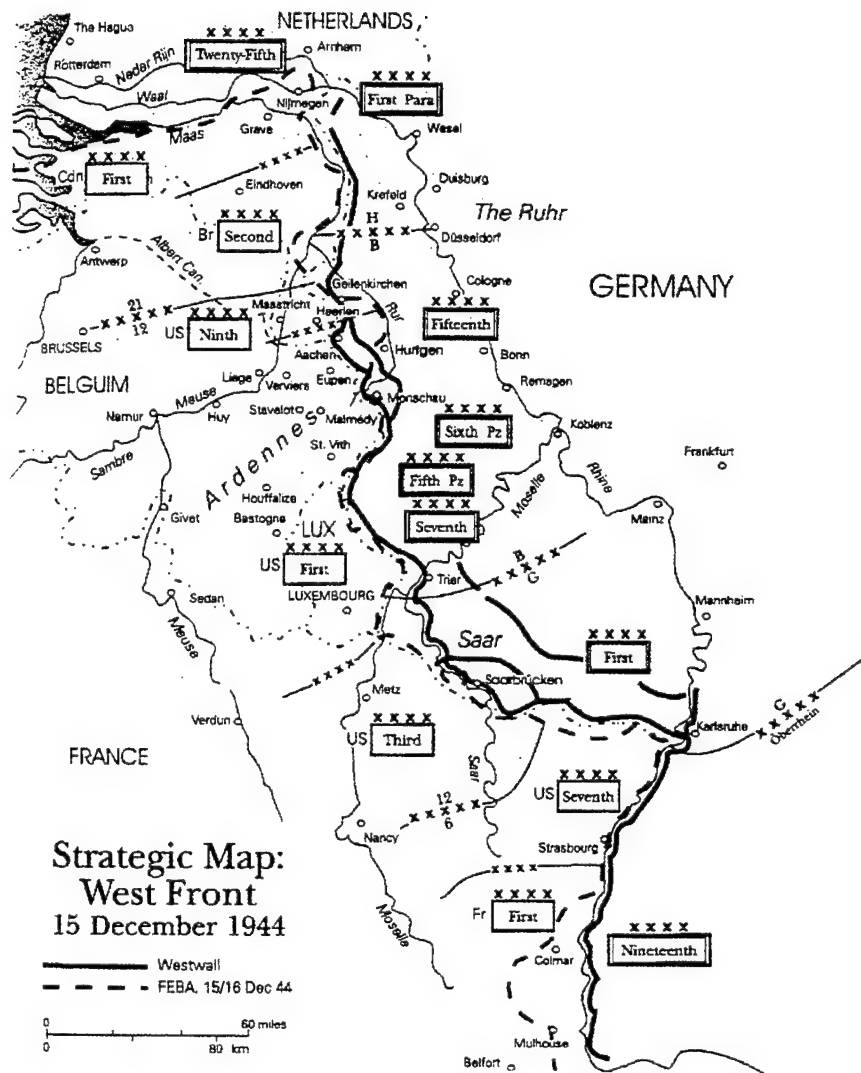 NETHERLANDS
The Hague
x x x x
Twenty-Fifth
Arnhem
Neder Rijn
Rotterdam
Waal
Nijmegen
x x x x
First Para
Grave
Maas
Wesel
x x x x
Cdn First
x x x x
Eindhoven
Duisburg
Krefeld
The Ruhr
x x x x
Br Second
H
x x x x
B
Düsseldorf
Antwerp
Albert Can.
Geilenkirchen
Cologne
GERMANY
21
x x x x x
12
BRUSSELS
Maastricht
Heerlen
Rur
x x x x
US Ninth
x x x x
x x x x
Fifteenth
Aachen
Hurtgen
Bonn
BELGUIM
Liege
Verviers
Eupen
Remagen
Meuse
Monschau
Namur
Huy
Stavelot
Malmédy
x x x x
Sixth Pz
Koblenz
Sambre
Ardennes
St. Vith
x x x x
Fifth Pz
Frankfurt
Moselle
Rhine
Houffalize
Givet
Bastogne
x x x x
Seventh
Mainz
LUX
x x x x
US First
B
x x x x
G
Trier
Sedan
LUXEMBOURG
Mannheim
Meuse
Saar
x x x x
First
x x x x
Saarbrücken
Metz
Verdun
G
x x x x x
Oberrhein
Karlsruhe
x x x x
US Third
FRANCE
Saar
x x x x
US Seventh
12
x x x x x
6
Nancy
Strasbourg
Strategic Map:
West Front
15 December 1944
x x x x
x x x x
Fr First
Moselle
x x x x
Nineteenth
Colmar
Westwall
FEBA, 15/16 Dec 44
0 60 miles
0 80 km
Mulhouse
Belfort